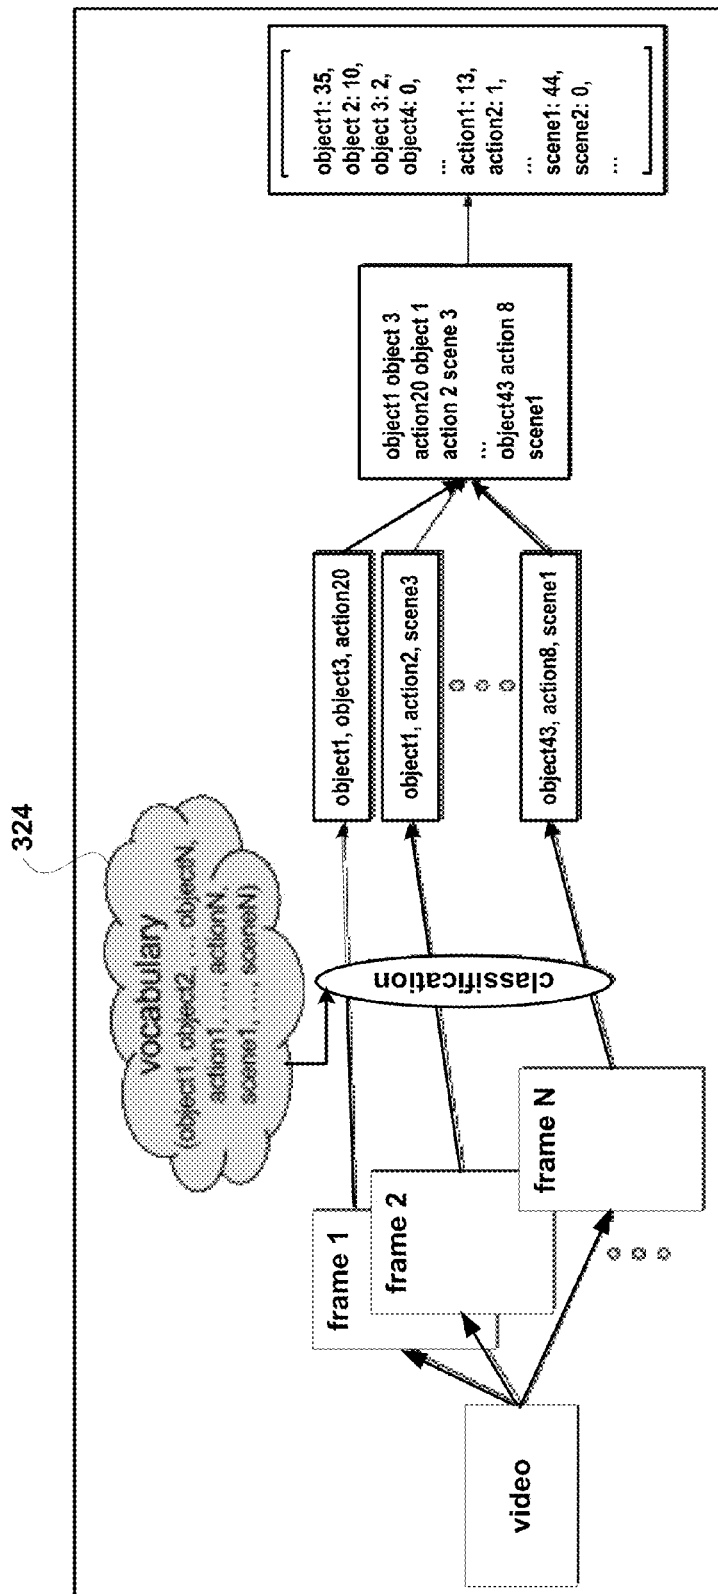 324
vocabulary
(object1, object2, ... objectN,
action1, ..... actionN,
scene1, ..... sceneN)
video
frame 1
frame 2
frame N
classification
object1, object3, action20
object1, action2, scene3
object43, action8, scene1
object1 object 3
action20 object 1
action 2 scene 3
...
object43 action 8
scene1
object1: 35,
object 2: 10,
object 3: 2,
object4: 0,
...
action1: 13,
action2: 1,
...
scene1: 44,
scene2: 0,
...